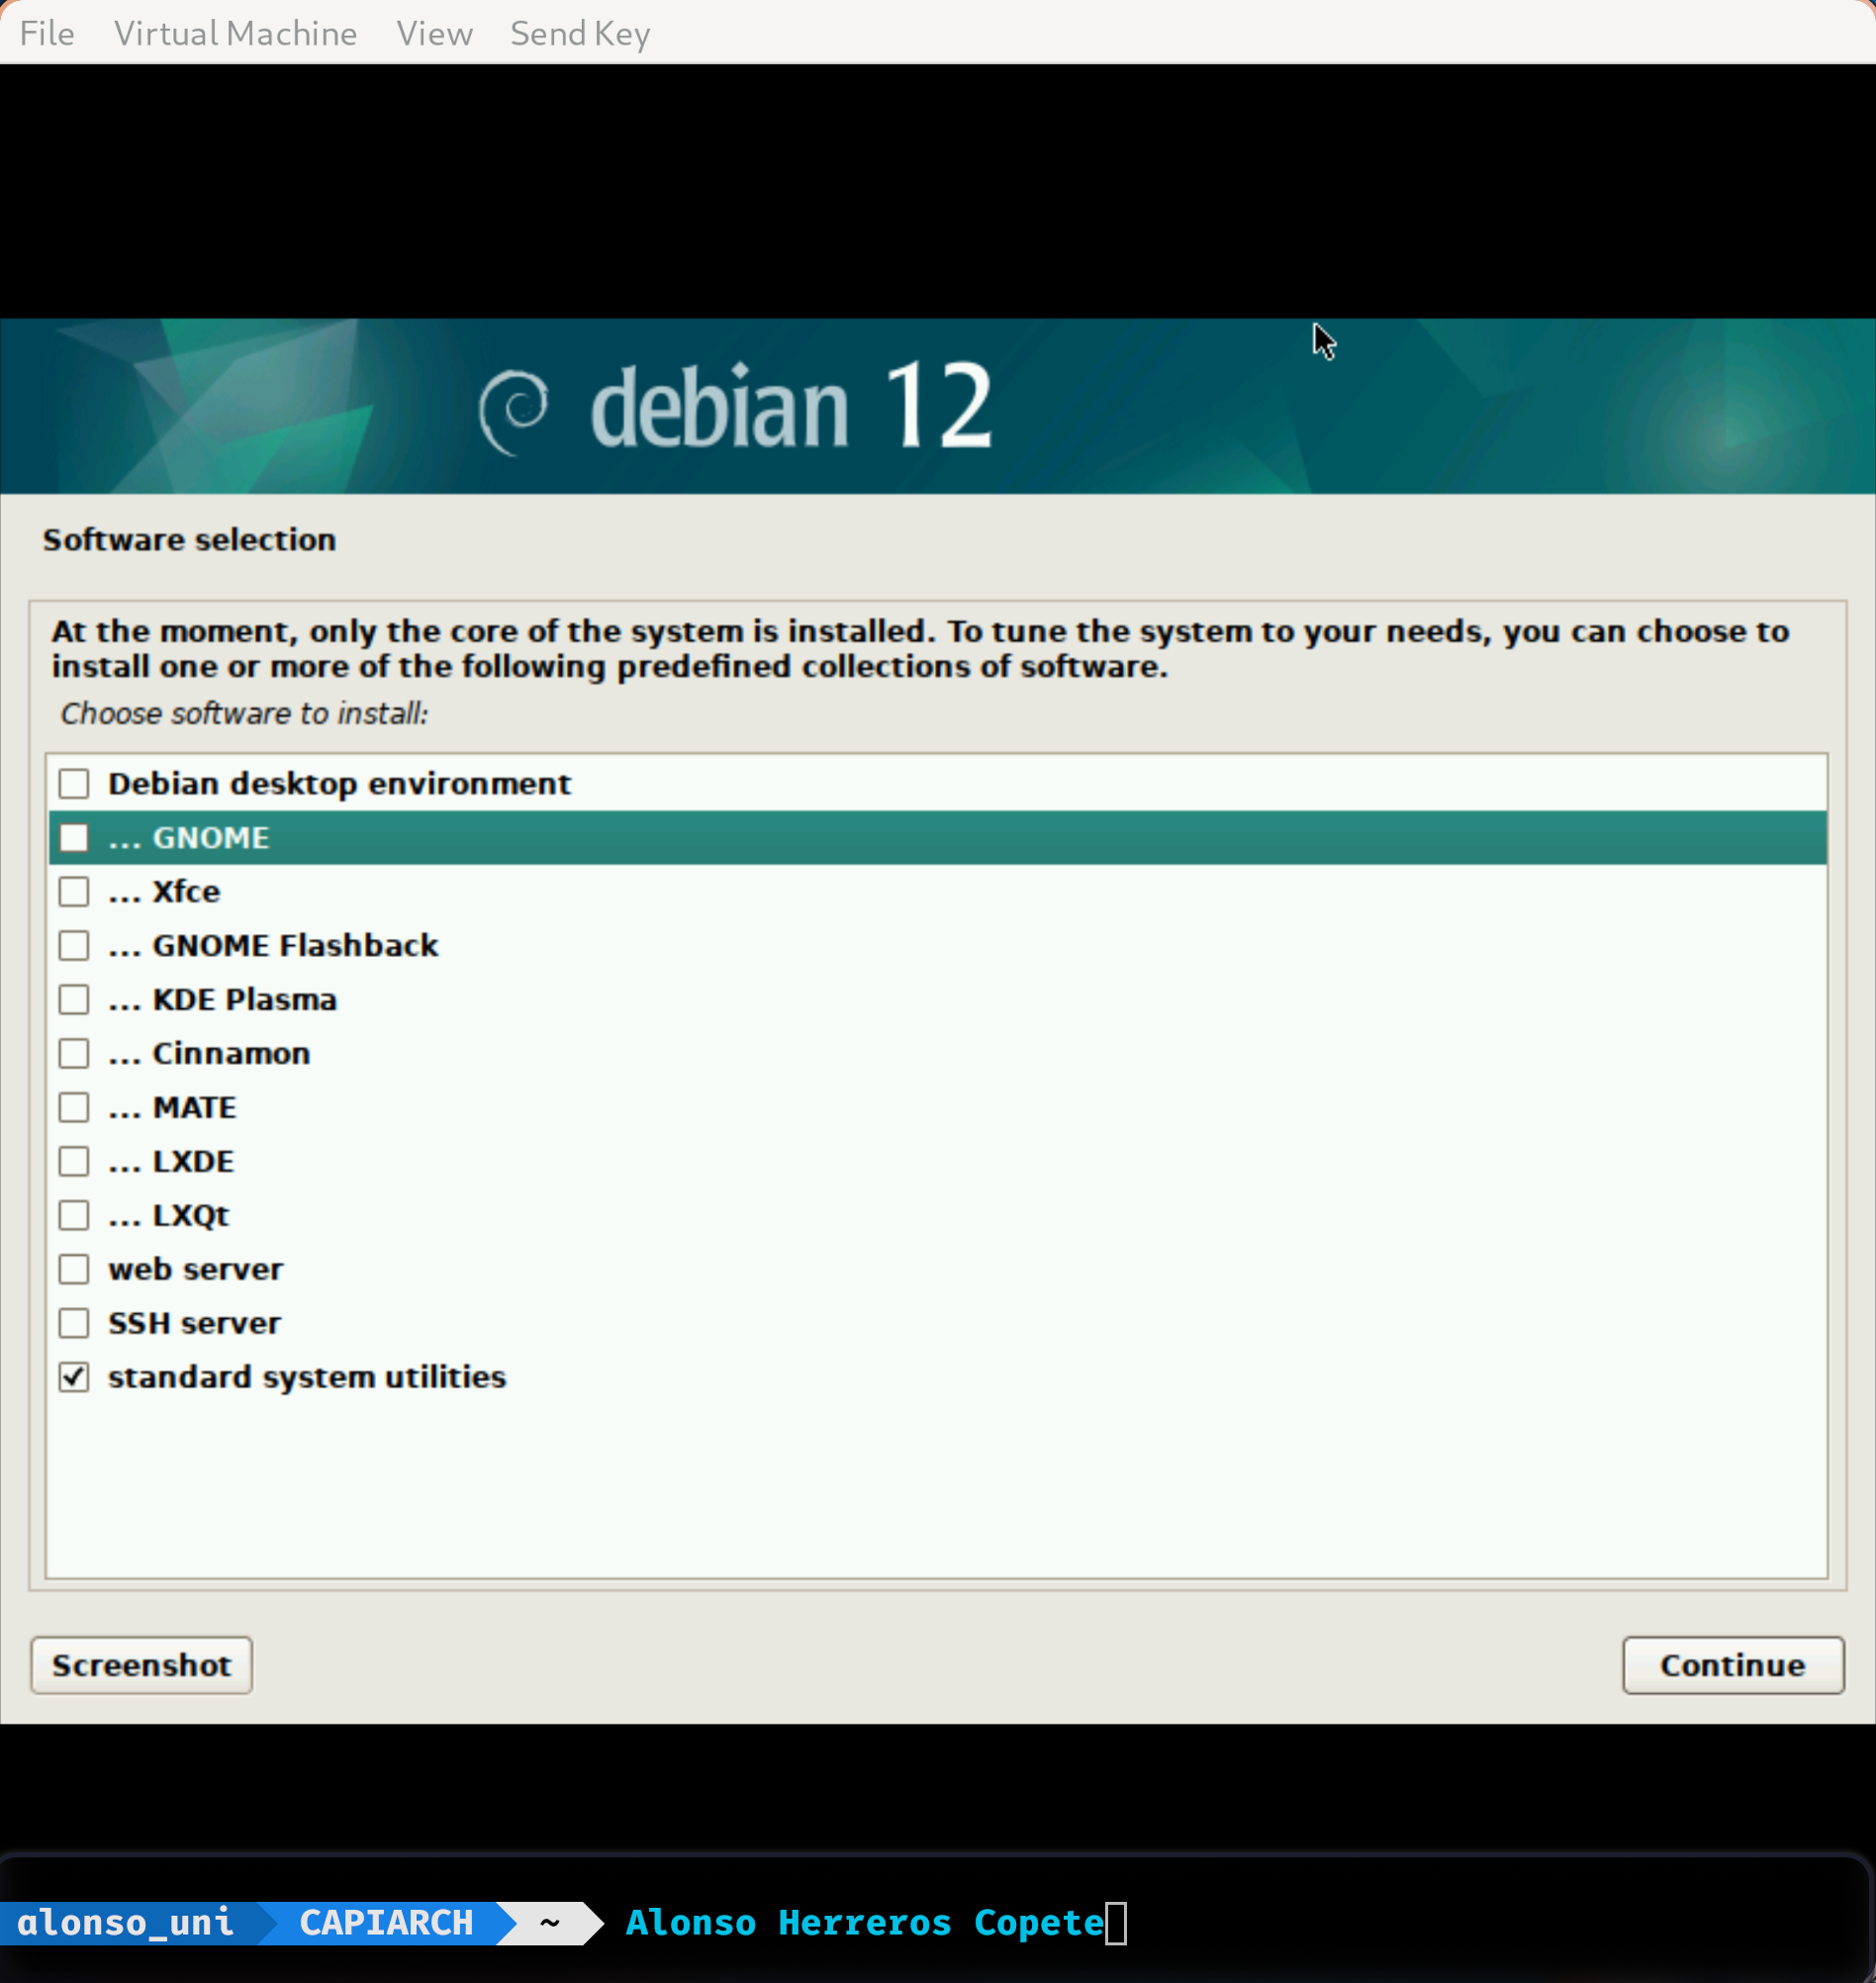 File Virtual Machine View Send Key
debian 12
Software selection
At the moment, only the core of the system is installed. To tune the system to your needs, you can choose to
install one or more of the following predefined collections of software.
Choose software to install:
Debian desktop environment
... GNOME
... Xfce
... GNOME Flashback
... KDE Plasma
... Cinnamon
... MATE
... LXDE
... LXQt
web server
SSH server
standard system utilities
Screenshot Continue
alonso_uni CAPIARCH ~ Alonso Herreros Copete